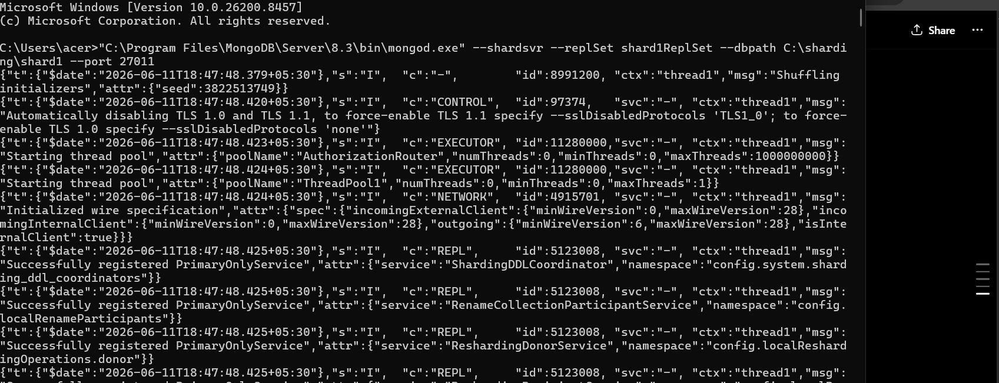 Microsoft Windows [Version 10.0.26200.8457]
(c) Microsoft Corporation. All rights reserved.
C:\Users\acer>"C:\Program Files\MongoDB\Server\8.3\bin\mongod.exe" --shardsvr --replSet shard1ReplSet --dbpath C:\shardi
ng\shard1 --port 27011
{"t":{"$date":"2026-06-11T18:47:48.379+05:30"},"s":"I",  "c":"-",        "id":8991200, "ctx":"thread1","msg":"Shuffling
initializers","attr":{"seed":3822513749}}
{"t":{"$date":"2026-06-11T18:47:48.420+05:30"},"s":"I",  "c":"CONTROL",  "id":97374,   "svc":"-", "ctx":"thread1","msg":
"Automatically disabling TLS 1.0 and TLS 1.1, to force-enable TLS 1.1 specify --sslDisabledProtocols 'TLS1_0'; to force-
enable TLS 1.0 specify --sslDisabledProtocols 'none'"}
{"t":{"$date":"2026-06-11T18:47:48.423+05:30"},"s":"I",  "c":"EXECUTOR", "id":11280000,"svc":"-", "ctx":"thread1","msg":
"Starting thread pool","attr":{"poolName":"AuthorizationRouter","numThreads":0,"minThreads":0,"maxThreads":1000000000}}
{"t":{"$date":"2026-06-11T18:47:48.424+05:30"},"s":"I",  "c":"EXECUTOR", "id":11280000,"svc":"-", "ctx":"thread1","msg":
"Starting thread pool","attr":{"poolName":"ThreadPool1","numThreads":0,"minThreads":0,"maxThreads":1}}
{"t":{"$date":"2026-06-11T18:47:48.424+05:30"},"s":"I",  "c":"NETWORK",  "id":4915701, "svc":"-", "ctx":"thread1","msg":
"Initialized wire specification","attr":{"spec":{"incomingExternalClient":{"minWireVersion":0,"maxWireVersion":28},"inco
mingInternalClient":{"minWireVersion":0,"maxWireVersion":28},"outgoing":{"minWireVersion":6,"maxWireVersion":28},"isInte
rnalClient":true}}}
{"t":{"$date":"2026-06-11T18:47:48.425+05:30"},"s":"I",  "c":"REPL",     "id":5123008, "svc":"-", "ctx":"thread1","msg":
"Successfully registered PrimaryOnlyService","attr":{"service":"ShardingDDLCoordinator","namespace":"config.system.shard
ing_ddl_coordinators"}}
{"t":{"$date":"2026-06-11T18:47:48.425+05:30"},"s":"I",  "c":"REPL",     "id":5123008, "svc":"-", "ctx":"thread1","msg":
"Successfully registered PrimaryOnlyService","attr":{"service":"RenameCollectionParticipantService","namespace":"config.
localRenameParticipants"}}
{"t":{"$date":"2026-06-11T18:47:48.425+05:30"},"s":"I",  "c":"REPL",     "id":5123008, "svc":"-", "ctx":"thread1","msg":
"Successfully registered PrimaryOnlyService","attr":{"service":"ReshardingDonorService","namespace":"config.localReshard
ingOperations.donor"}}
{"t":{"$date":"2026-06-11T18:47:48.425+05:30"},"s":"I",  "c":"REPL",     "id":5123008, "svc":"-", "ctx":"thread1","msg":
Share